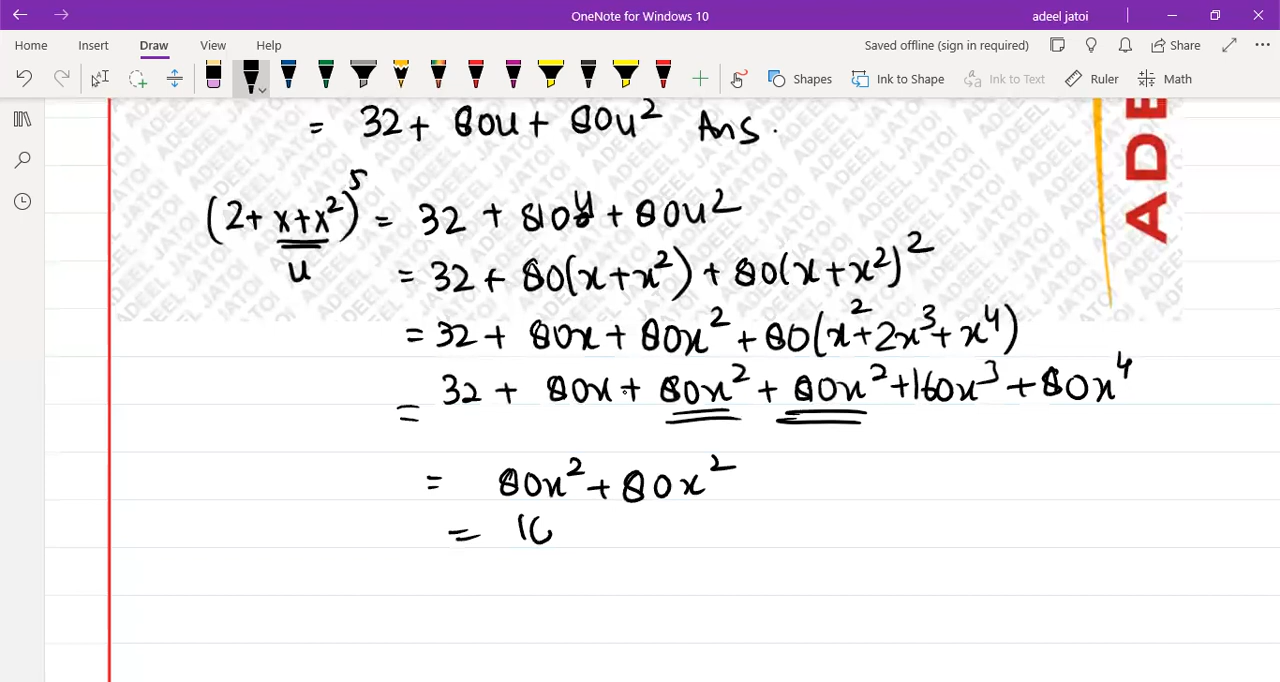 OneNote for Windows 10
adeel jatoi
Home Insert Draw View Help
Saved offline (sign in required) Share
Shapes Ink to Shape Ink to Text Ruler Math
= 32 + 80u + 80u² Ans.
(2 + x + x²)⁵ = 32 + 80u + 80u²
u
= 32 + 80(x + x²) + 80(x + x²)²
= 32 + 80x + 80x² + 80(x² + 2x³ + x⁴)
= 32 + 80x + 80x² + 80x² + 160x³ + 80x⁴
= 80x² + 80x²
= 16
ADEEL JATOI
ADE